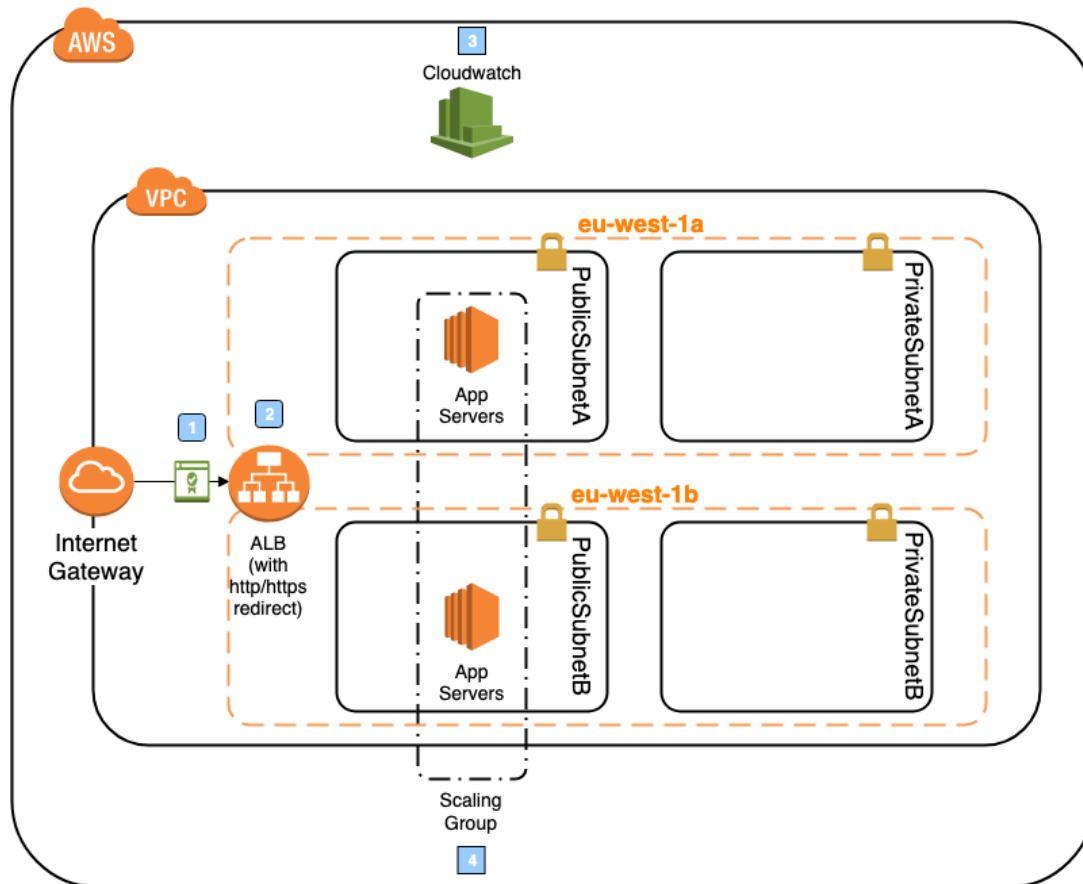 AWS
3
Cloudwatch
VPC
eu-west-1a
PublicSubnetA
PrivateSubnetA
App
Servers
1
2
Internet
Gateway
ALB
(with
http/https
redirect)
eu-west-1b
PublicSubnetB
PrivateSubnetB
App
Servers
Scaling
Group
4